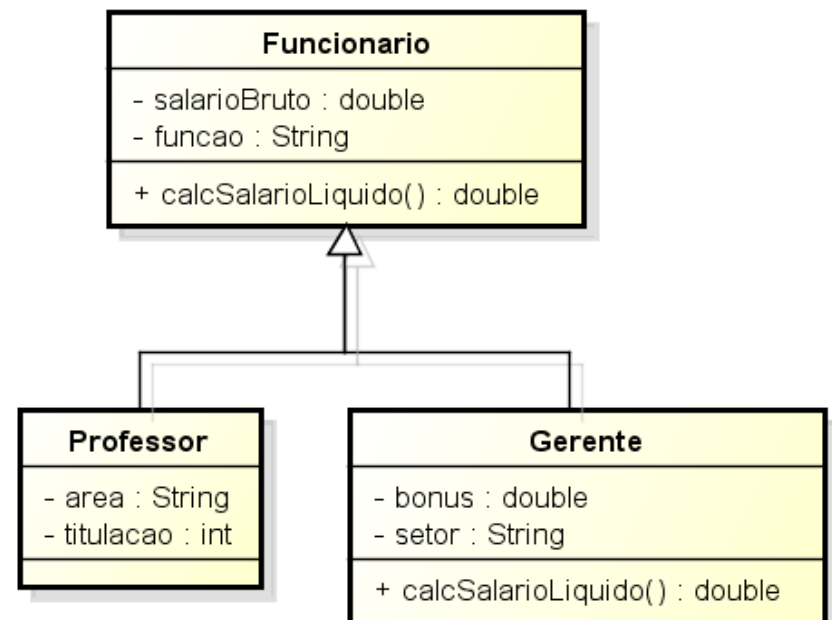 Funcionario
- salarioBruto : double
- funcao : String
+ calcSalarioLiquido() : double
Professor
- area : String
- titulacao : int
Gerente
- bonus : double
- setor : String
+ calcSalarioLiquido() : double